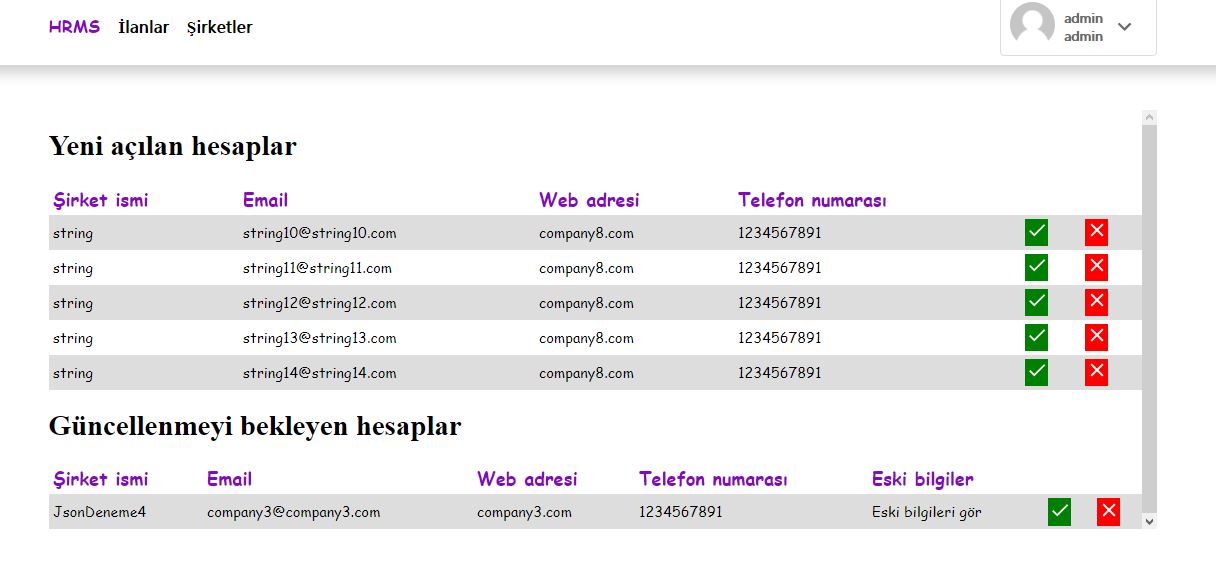 HRMS İlanlar Şirketler
admin
admin
Yeni açılan hesaplar
Şirket ismi Email Web adresi Telefon numarası
string string10@string10.com company8.com 1234567891
string string11@string11.com company8.com 1234567891
string string12@string12.com company8.com 1234567891
string string13@string13.com company8.com 1234567891
string string14@string14.com company8.com 1234567891
Güncellenmeyi bekleyen hesaplar
Şirket ismi Email Web adresi Telefon numarası Eski bilgiler
JsonDeneme4 company3@company3.com company3.com 1234567891 Eski bilgileri gör